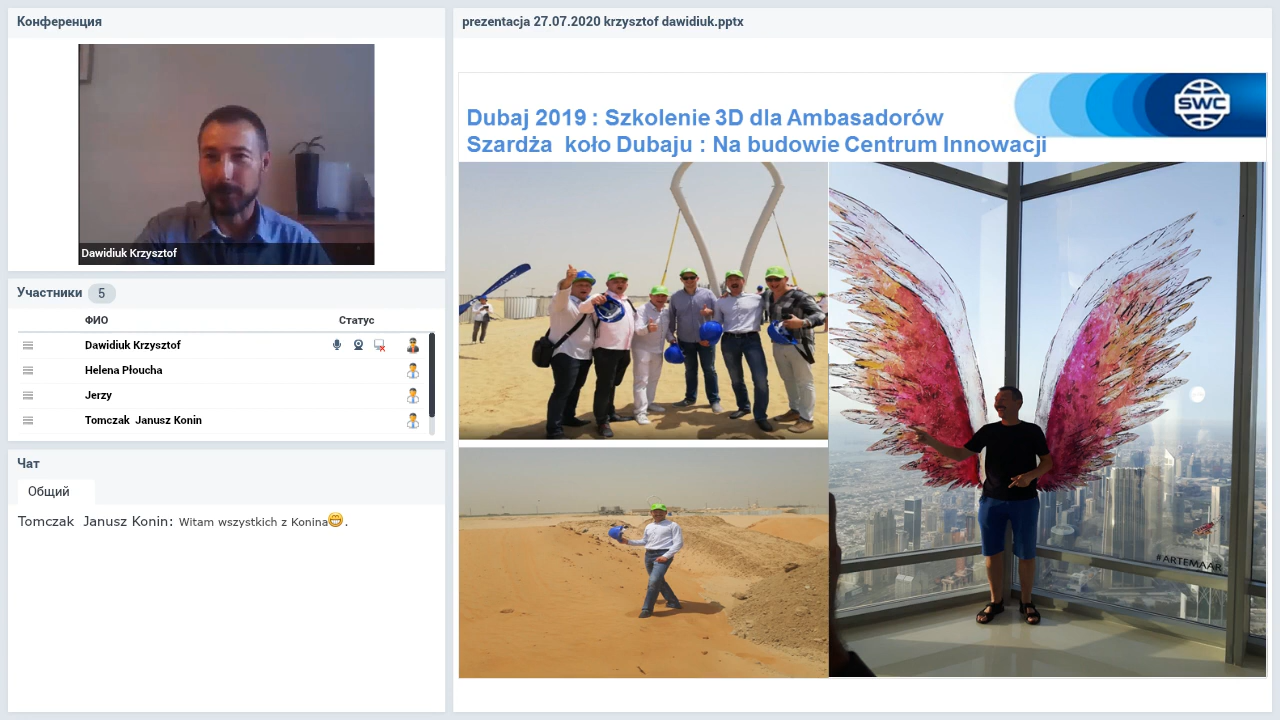 Конференция
Dawidiuk Krzysztof
Участники 5
ФИО Статус
Dawidiuk Krzysztof
Helena Płoucha
Jerzy
Tomczak Janusz Konin
Чат
Общий
Tomczak Janusz Konin: Witam wszystkich z Konina.
prezentacja 27.07.2020 krzysztof dawidiuk.pptx
SWC
Dubaj 2019 : Szkolenie 3D dla Ambasadorów
Szardża koło Dubaju : Na budowie Centrum Innowacji
#ARTEMAAR